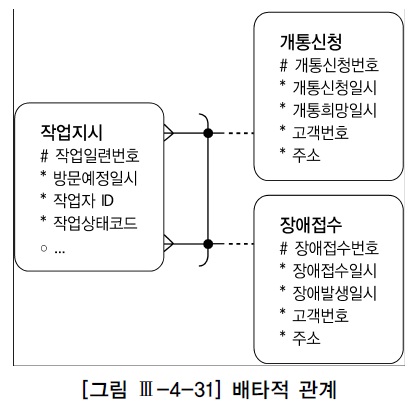 작업지시
# 작업일련번호
* 방문예정일시
* 작업자 ID
* 작업상태코드
○ ...
개통신청
# 개통신청번호
* 개통신청일시
* 개통희망일시
* 고객번호
* 주소
장애접수
# 장애접수번호
* 장애접수일시
* 장애발생일시
* 고객번호
* 주소
[그림 Ⅲ-4-31] 배타적 관계